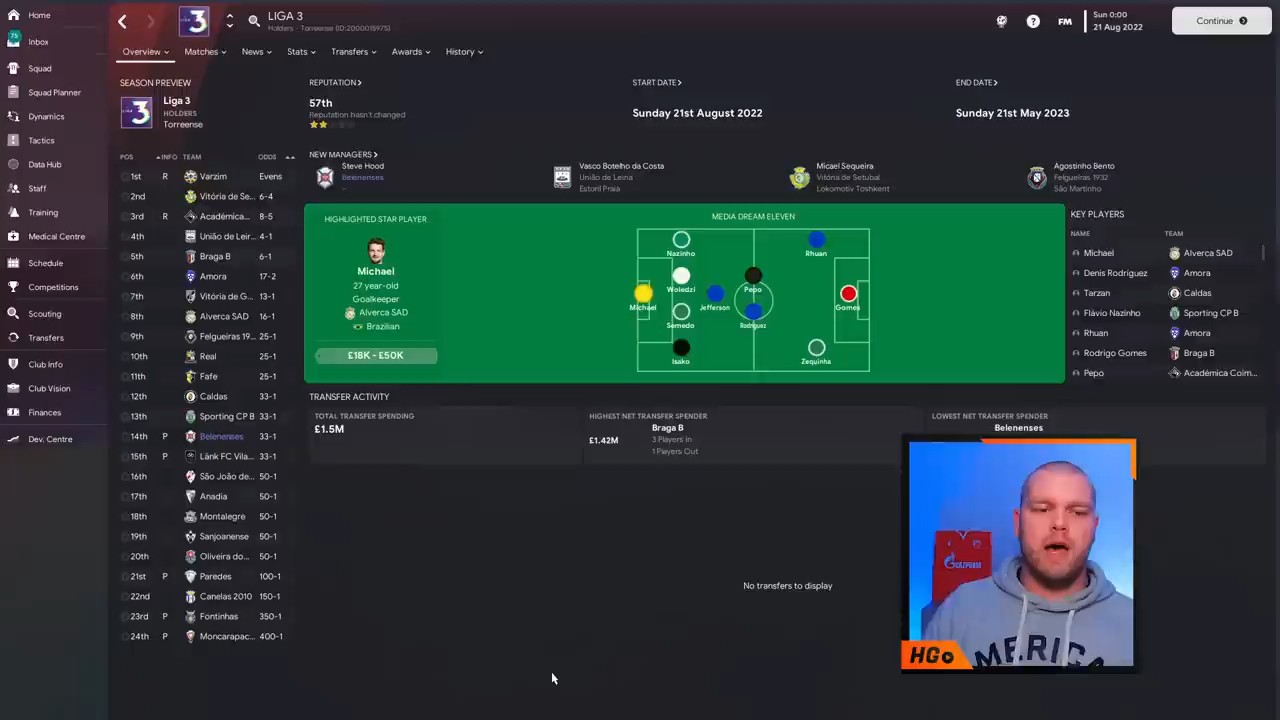 Home
LIGA 3
Holders - Torreense (ID:2000015975)
Sun 0:00
21 Aug 2022
FM
Continue
Inbox
Squad
Squad Planner
Dynamics
Tactics
Data Hub
Staff
Training
Medical Centre
Schedule
Competitions
Scouting
Transfers
Club Info
Club Vision
Finances
Dev. Centre
Overview
Matches
News
Stats
Transfers
Awards
History
SEASON PREVIEW
Liga 3
HOLDERS
Torreense
POS INFO TEAM ODDS
1st R Varzim Evens
2nd Vitória de Se... 6-4
3rd R Académica... 8-5
4th União de Leir... 4-1
5th Braga B 6-1
6th Amora 17-2
7th Vitória de G... 13-1
8th Alverca SAD 16-1
9th Felgueiras 19... 25-1
10th Real 25-1
11th Fafe 25-1
12th Caldas 33-1
13th Sporting CP B 33-1
14th P Belenenses 33-1
15th P Länk FC Vila... 33-1
16th São João de... 50-1
17th Anadia 50-1
18th Montalegre 50-1
19th Sanjoanense 50-1
20th Oliveira do... 50-1
21st P Paredes 100-1
22nd Canelas 2010 150-1
23rd P Fontinhas 350-1
24th P Moncarapac... 400-1
REPUTATION
57th
Reputation hasn't changed
START DATE
Sunday 21st August 2022
END DATE
Sunday 21st May 2023
NEW MANAGERS
Steve Hood
Belenenses
-
Vasco Botelho da Costa
União de Leira
Estoril Praia
Micael Sequeira
Vitória de Setubal
Lokomotiv Toshkent
Agostinho Bento
Felgueiras 1932
São Martinho
HIGHLIGHTED STAR PLAYER
Michael
27 year-old
Goalkeeper
Alverca SAD
Brazilian
£18K - £50K
MEDIA DREAM ELEVEN
Nazinho
Rhuan
Woledzi
Pepo
Michael
Jefferson
Gomes
Semedo
Rodríguez
Isako
Zequinha
KEY PLAYERS
NAME TEAM
Michael Alverca SAD
Denis Rodríguez Amora
Tarzan Caldas
Flávio Nazinho Sporting CP B
Rhuan Amora
Rodrigo Gomes Braga B
Pepo Académica Coim...
TRANSFER ACTIVITY
TOTAL TRANSFER SPENDING
£1.5M
HIGHEST NET TRANSFER SPENDER
Braga B
£1.42M
3 Players In
1 Players Out
LOWEST NET TRANSFER SPENDER
Belenenses
No transfers to display
GAZPROM
AMERICA
HGo